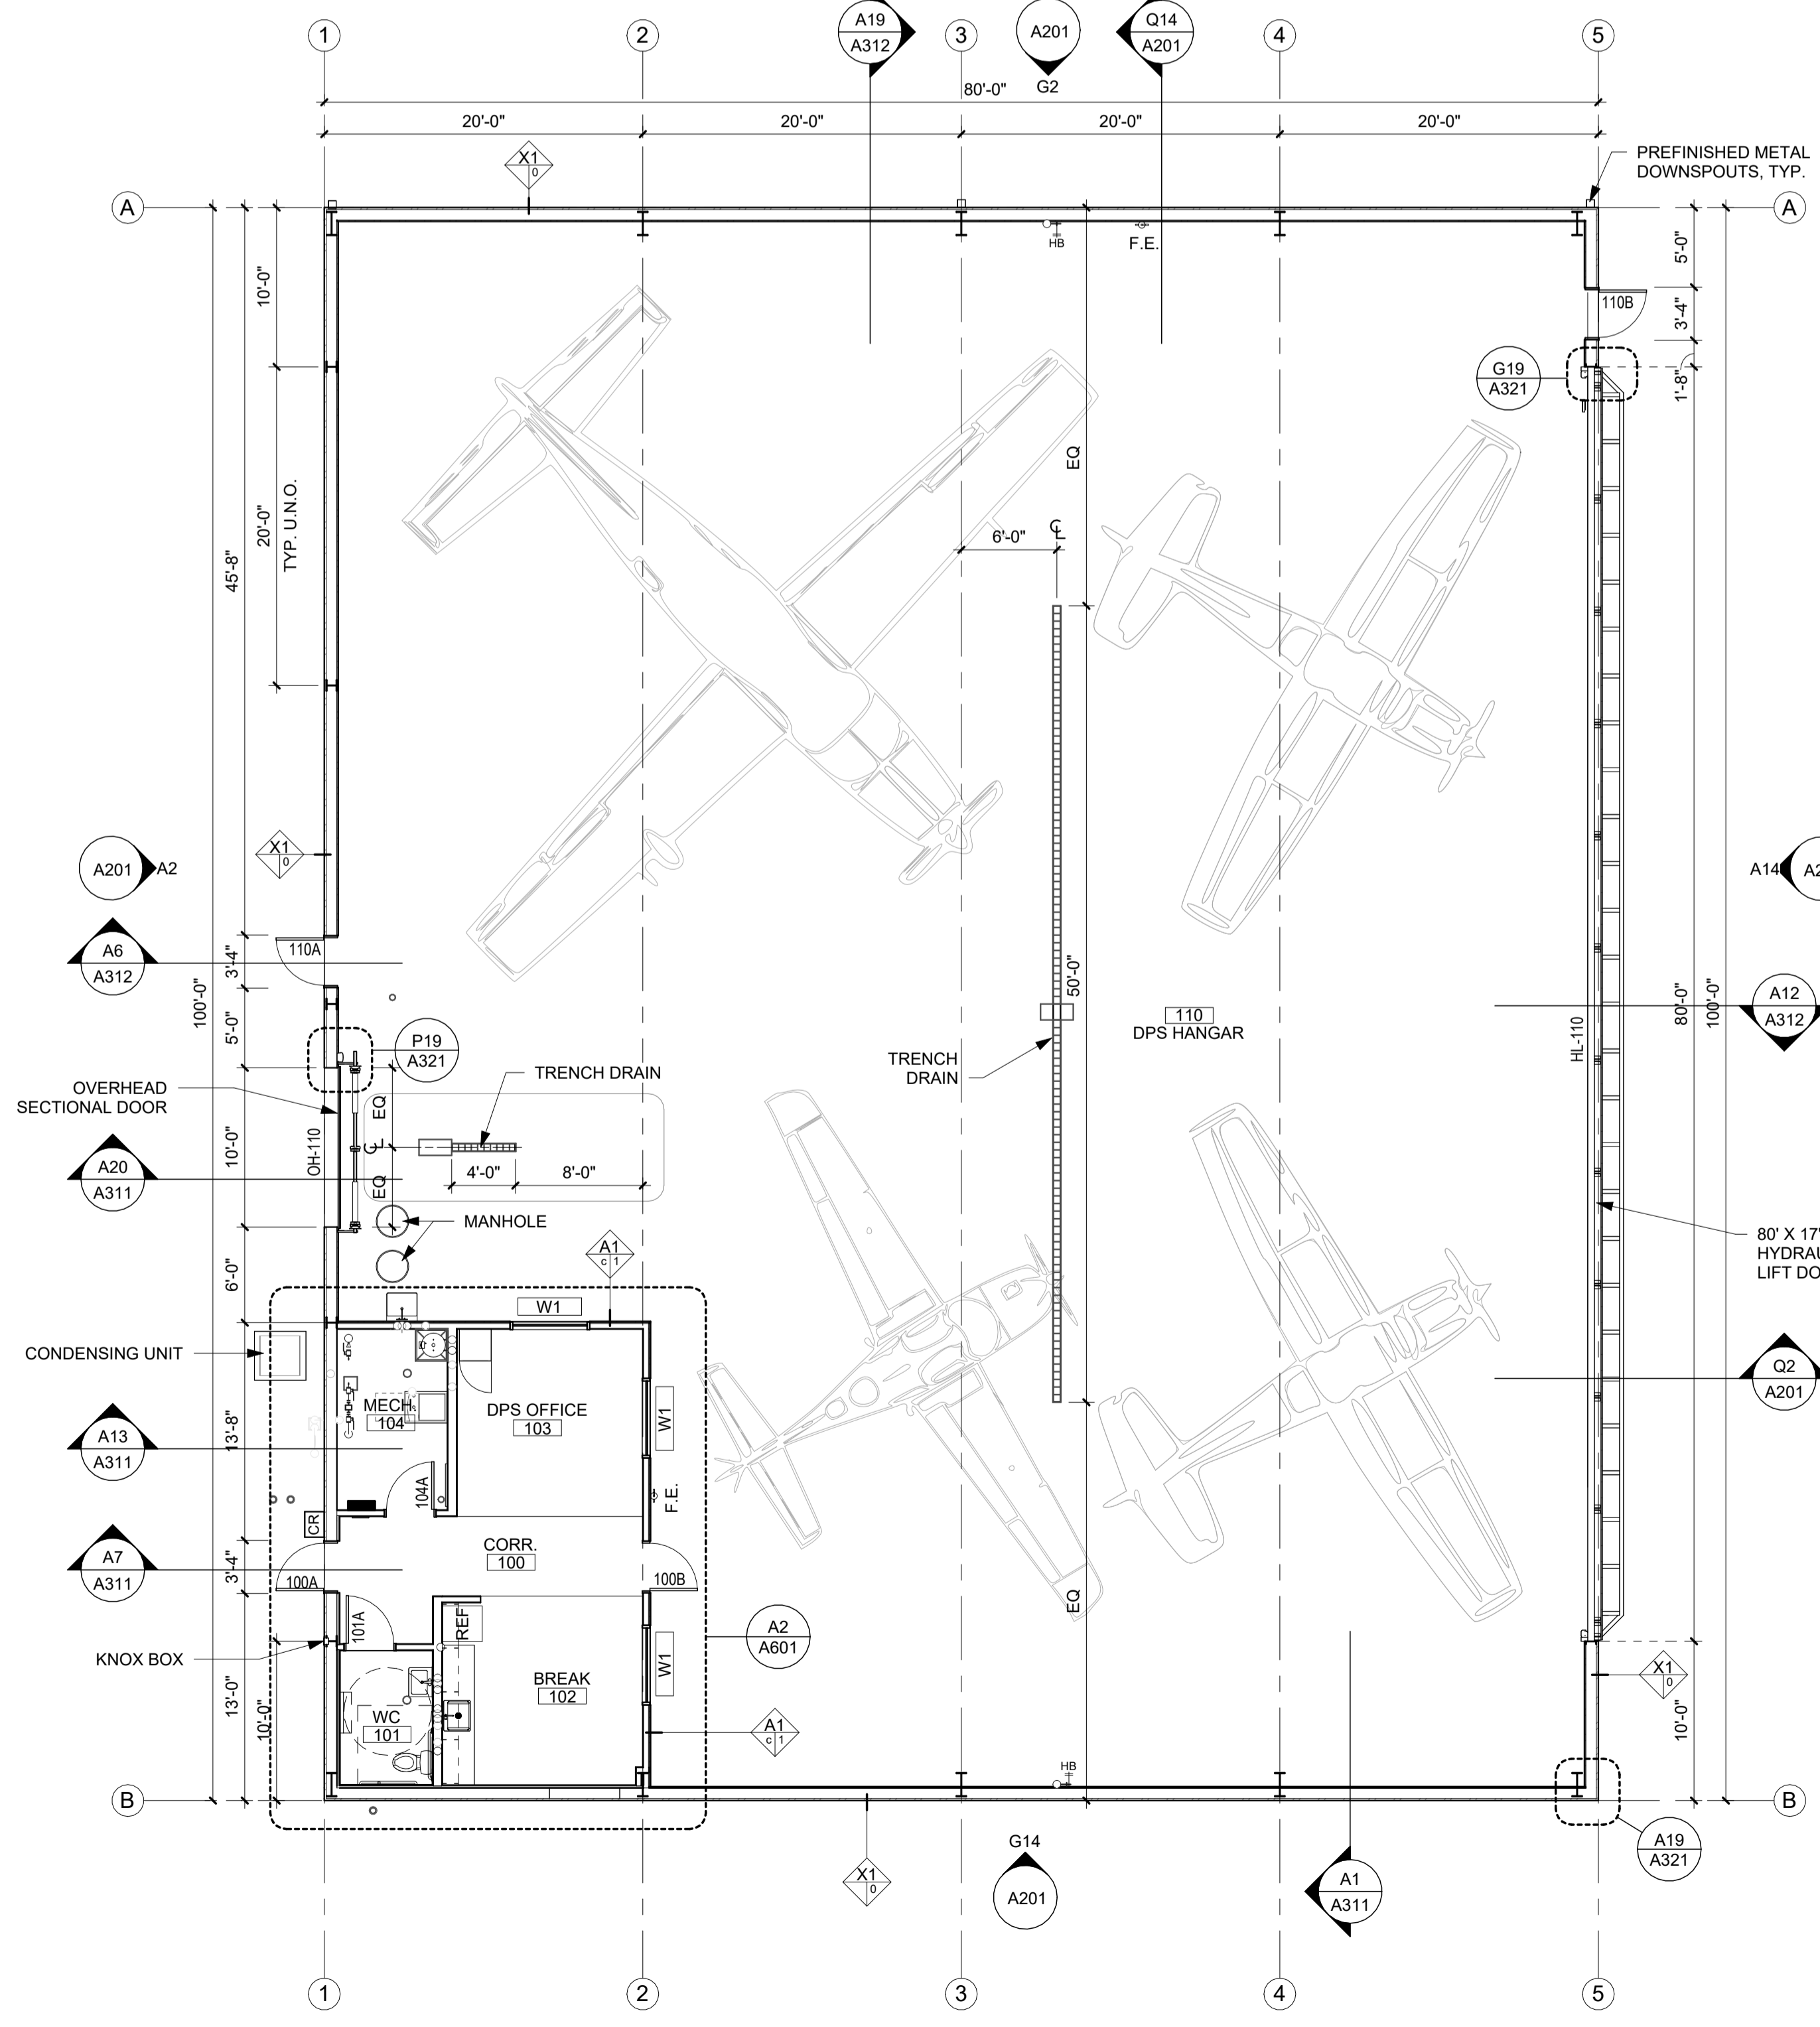 A19
A312
A201
G2
Q14
A201
1
2
3
4
5
80'-0"
20'-0"
20'-0"
20'-0"
20'-0"
X1
0
PREFINISHED METAL
DOWNSPOUTS, TYP.
A
A
HB
F.E.
10'-0"
5'-0"
110B
3'-4"
G19
A321
1'-8"
EQ
20'-0"
TYP. U.N.O.
45'-8"
6'-0"
C
L
X1
0
A201
A2
A14
A2
110A
A6
A312
3'-4"
100'-0"
50'-0"
110
DPS HANGAR
HL-110
80'-0"
100'-0"
A12
A312
5'-0"
P19
A321
TRENCH DRAIN
TRENCH
DRAIN
OVERHEAD
SECTIONAL DOOR
EQ
OH-110
10'-0"
C
L
A20
A311
4'-0"
8'-0"
EQ
MANHOLE
A1
c
1
80' X 17'
HYDRAU
LIFT DO
6'-0"
W1
CONDENSING UNIT
MECH.
104
DPS OFFICE
103
W1
Q2
A201
A13
A311
13'-8"
104A
F.E.
CR
CORR.
100
A7
A311
3'-4"
100A
100B
101A
REF
EQ
A2
A601
KNOX BOX
W1
BREAK
102
X1
0
13'-0"
10'-0"
WC
101
A1
c
1
10'-0"
HB
B
B
X1
0
G14
A201
A1
A311
A19
A321
1
2
3
4
5